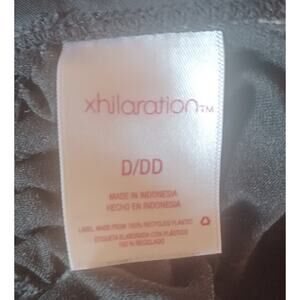 xhilaration™
D/DD
MADE IN INDONESIA
HECHO EN INDONESIA
LABEL MADE FROM 100% RECYCLED PLASTIC
ETIQUETA ELABORADA CON PLÁSTICO
100 % RECICLADO